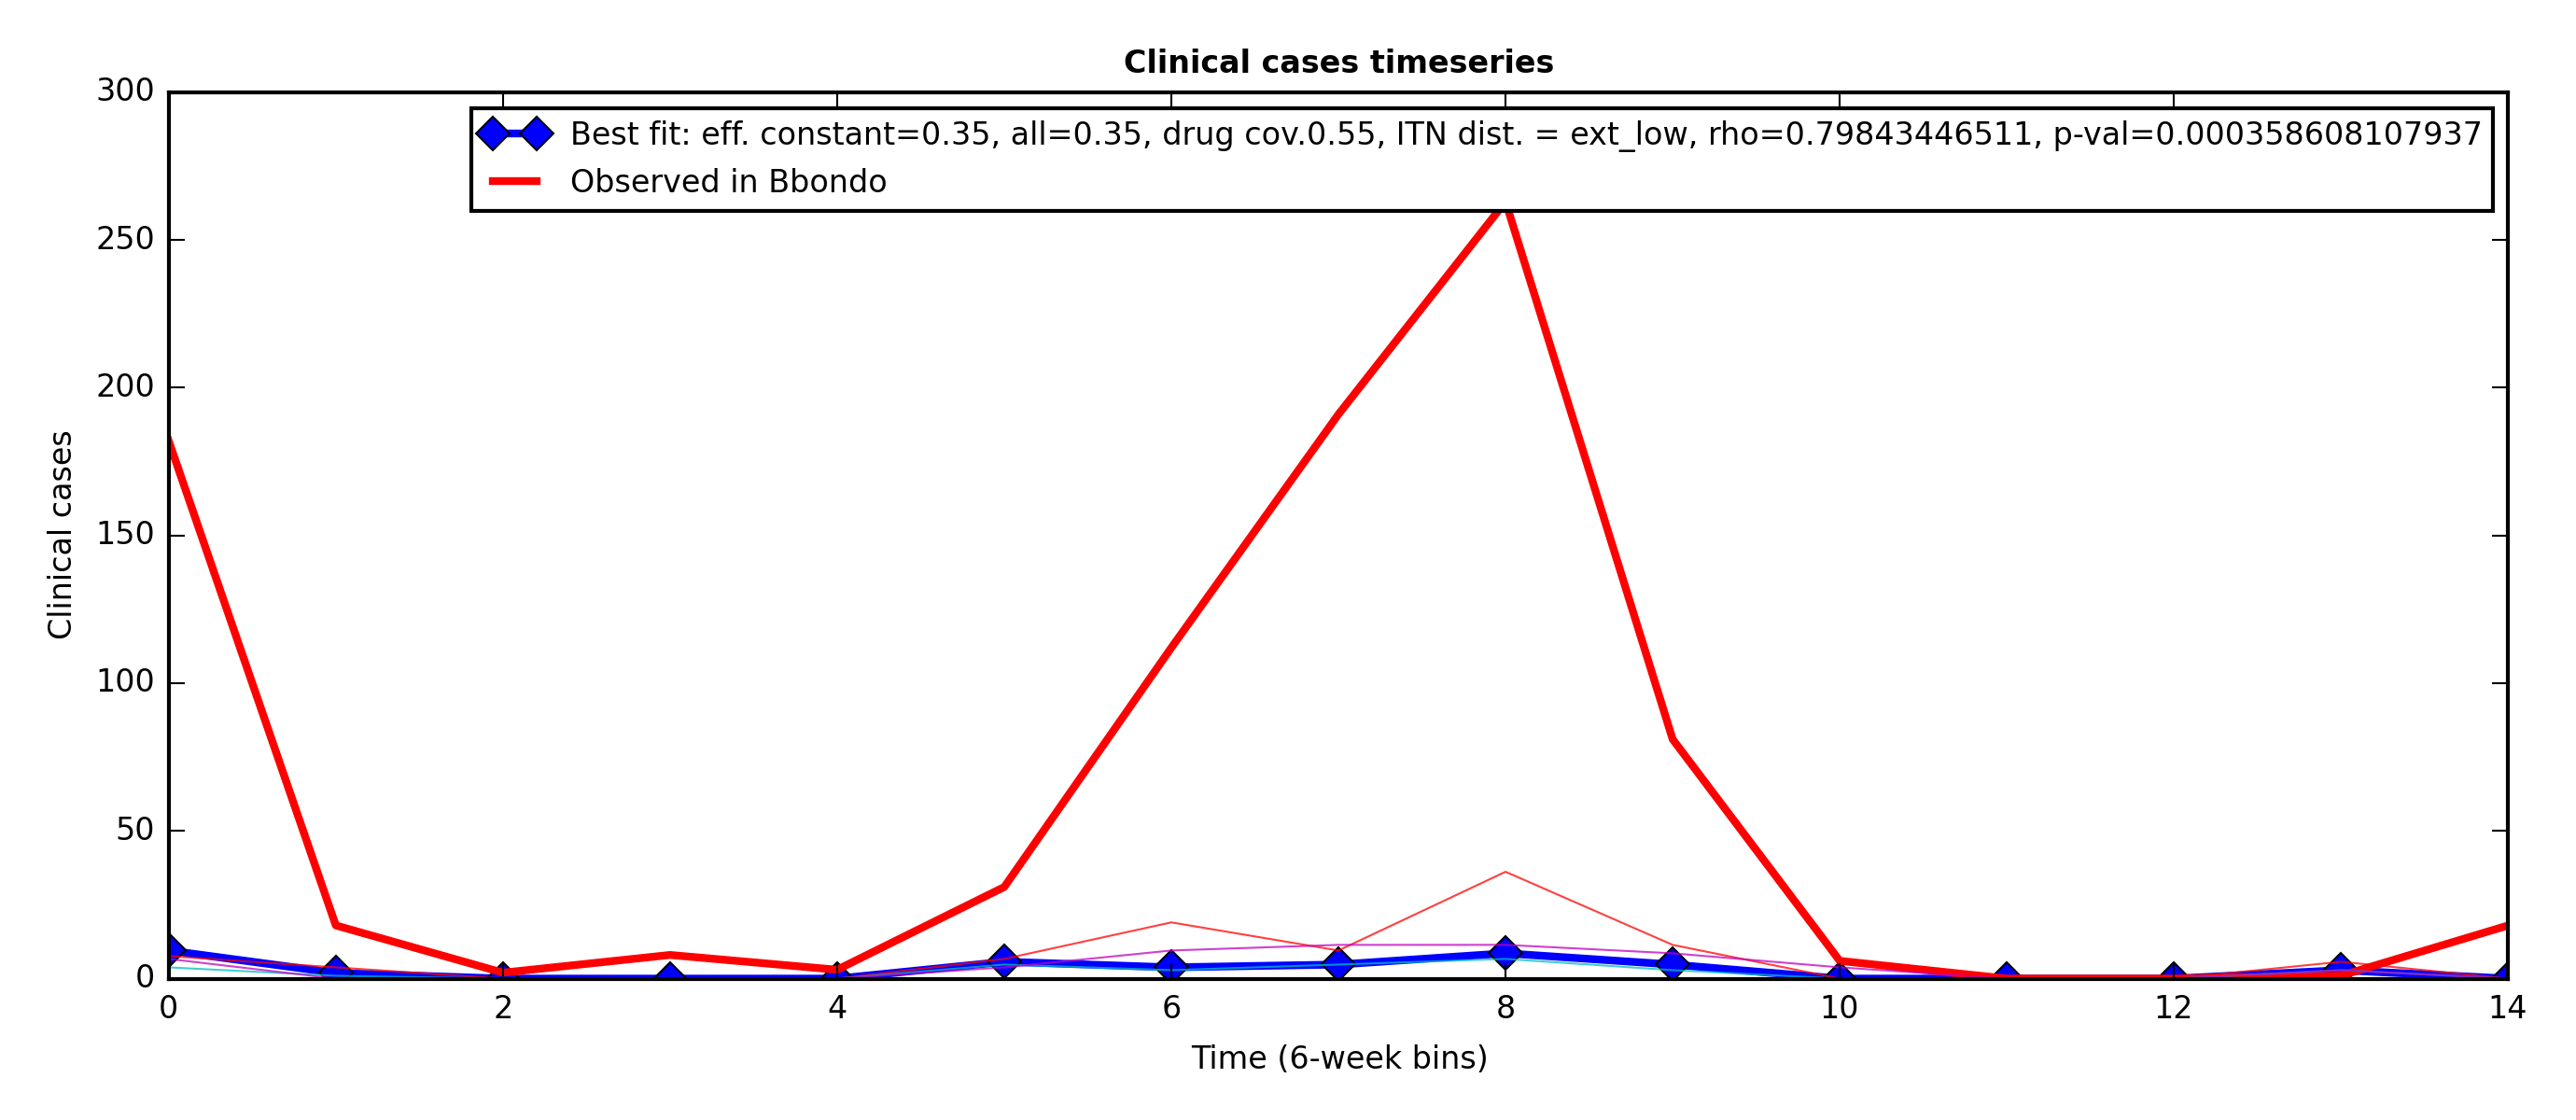 Clinical cases timeseries
300
250
200
150
100
50
0
Clinical cases
Best fit: eff. constant=0.35, all=0.35, drug cov.0.55, ITN dist. = ext_low, rho=0.79843446511, p-val=0.000358608107937
Observed in Bbondo
0 2 4 6 8 10 12 14
Time (6-week bins)